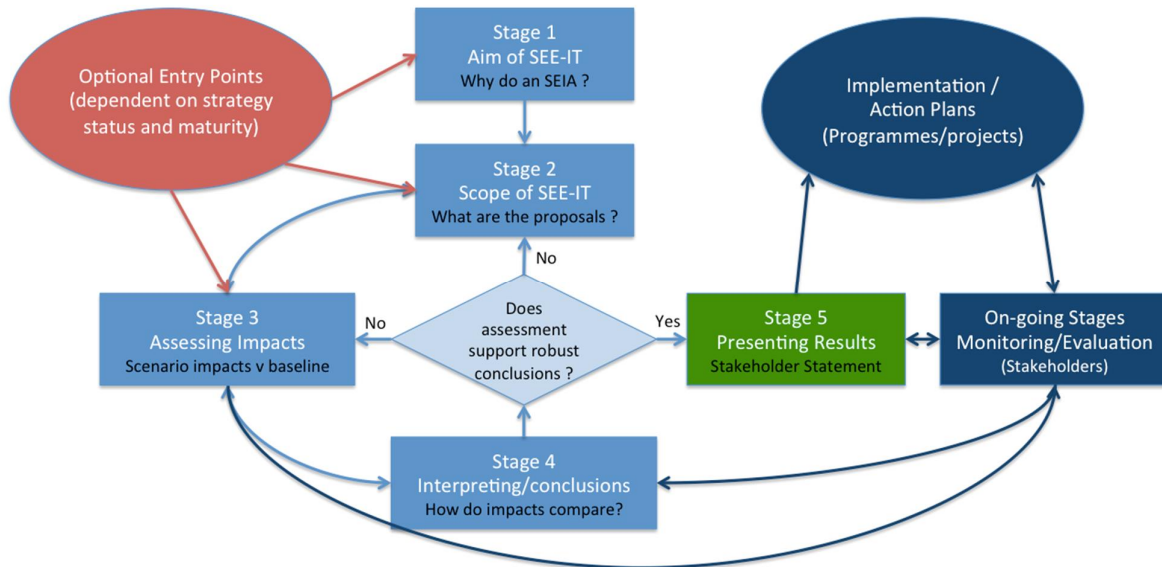 Optional Entry Points
(dependent on strategy
status and maturity)
Stage 1
Aim of SEE-IT
Why do an SEIA ?
Implementation /
Action Plans
(Programmes/projects)
Stage 2
Scope of SEE-IT
What are the proposals ?
No
Stage 3
Assessing Impacts
Scenario impacts v baseline
No
Does
assessment
support robust
conclusions ?
Yes
Stage 5
Presenting Results
Stakeholder Statement
On-going Stages
Monitoring/Evaluation
(Stakeholders)
Stage 4
Interpreting/conclusions
How do impacts compare?